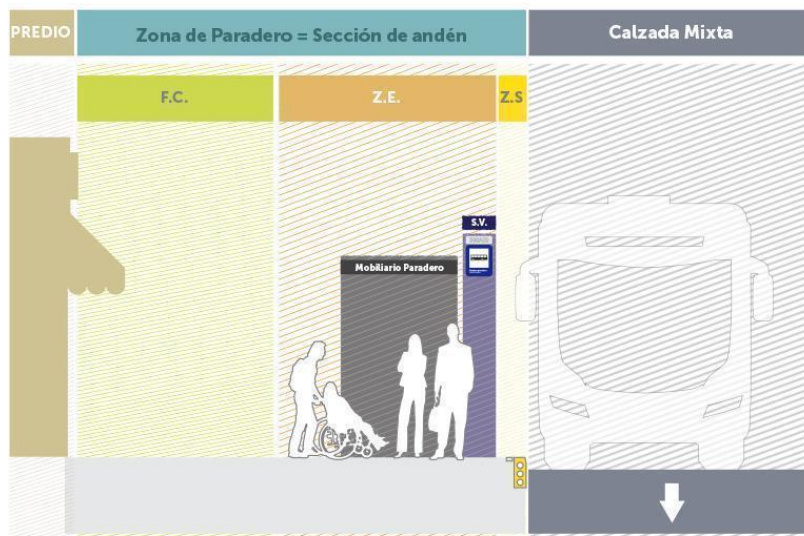 PREDIO
Zona de Paradero = Sección de andén
Calzada Mixta
F.C.
Z.E.
Z.S
S.V.
Mobiliario Paradero